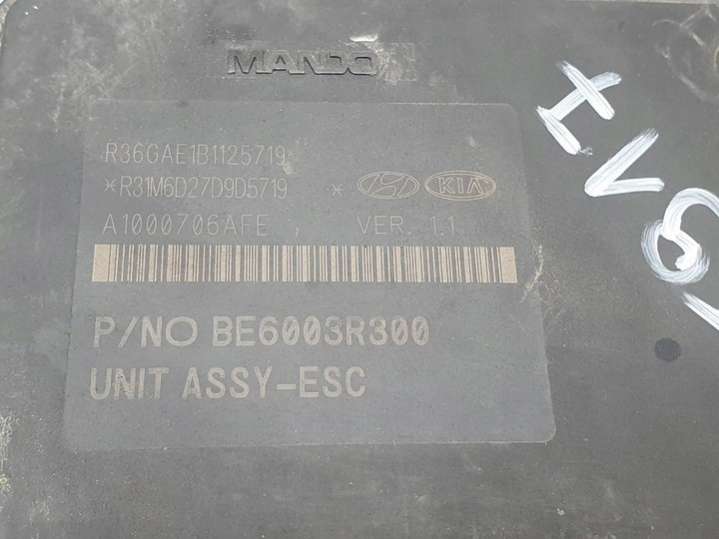 MANDO
R36GAE1B1125719
*R31M6D27D9D5719 * KIA
A1000706AFE , VER. 1.1
P/NO BE6003R300
UNIT ASSY-ESC